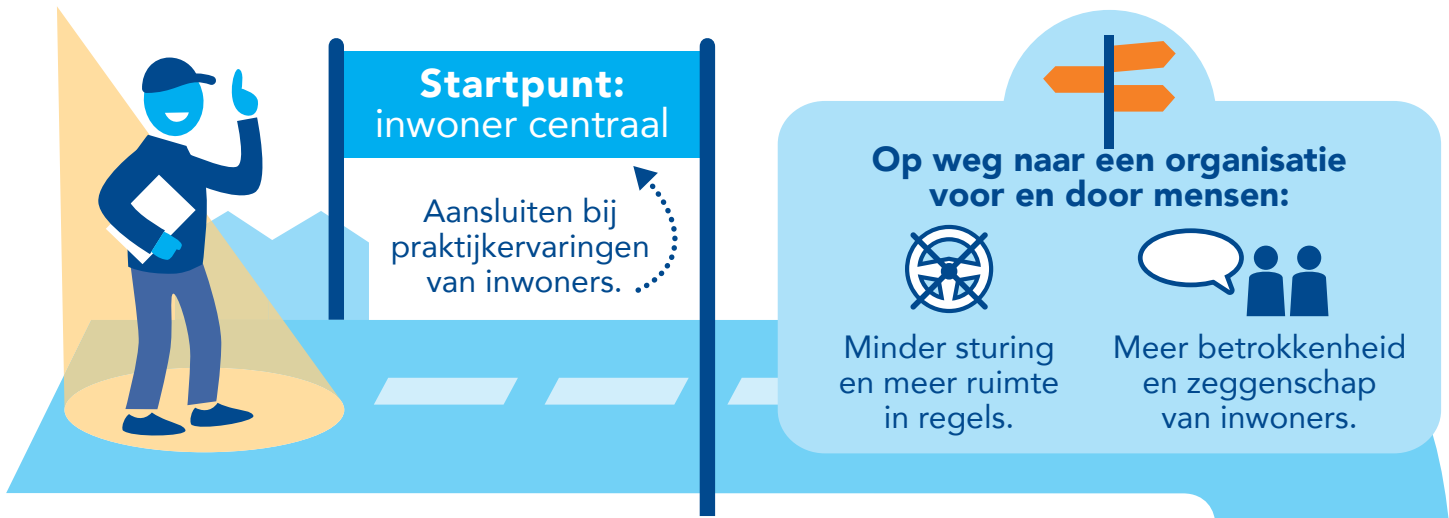 Startpunt:
inwoner centraal
Aansluiten bij
praktijkervaringen
van inwoners.
Op weg naar een organisatie
voor en door mensen:
Minder sturing
en meer ruimte
in regels.
Meer betrokkenheid
en zeggenschap
van inwoners.